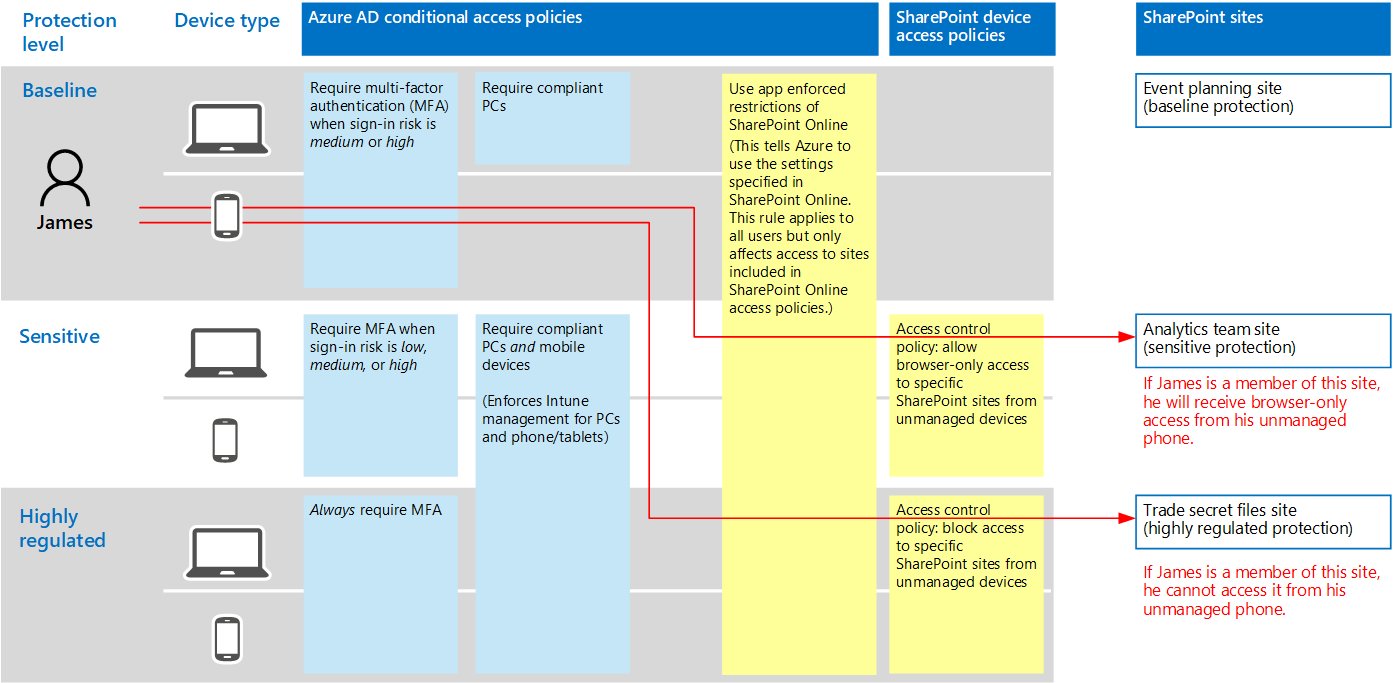 Protection
level
Device type
Azure AD conditional access policies
SharePoint device
access policies
SharePoint sites
Baseline
James
Require multi-factor
authentication (MFA)
when sign-in risk is
medium or high
Require compliant
PCs
Use app enforced
restrictions of
SharePoint Online
(This tells Azure to
use the settings
specified in
SharePoint Online.
This rule applies to
all users but only
affects access to sites
included in
SharePoint Online
access policies.)
Event planning site
(baseline protection)
Sensitive
Require MFA when
sign-in risk is low,
medium, or high
Require compliant
PCs and mobile
devices
(Enforces Intune
management for PCs
and phone/tablets)
Access control
policy: allow
browser-only access
to specific
SharePoint sites from
unmanaged devices
Analytics team site
(sensitive protection)
If James is a member of this site,
he will receive browser-only
access from his unmanaged
phone.
Highly
regulated
Always require MFA
Access control
policy: block access
to specific
SharePoint sites from
unmanaged devices
Trade secret files site
(highly regulated protection)
If James is a member of this site,
he cannot access it from his
unmanaged phone.